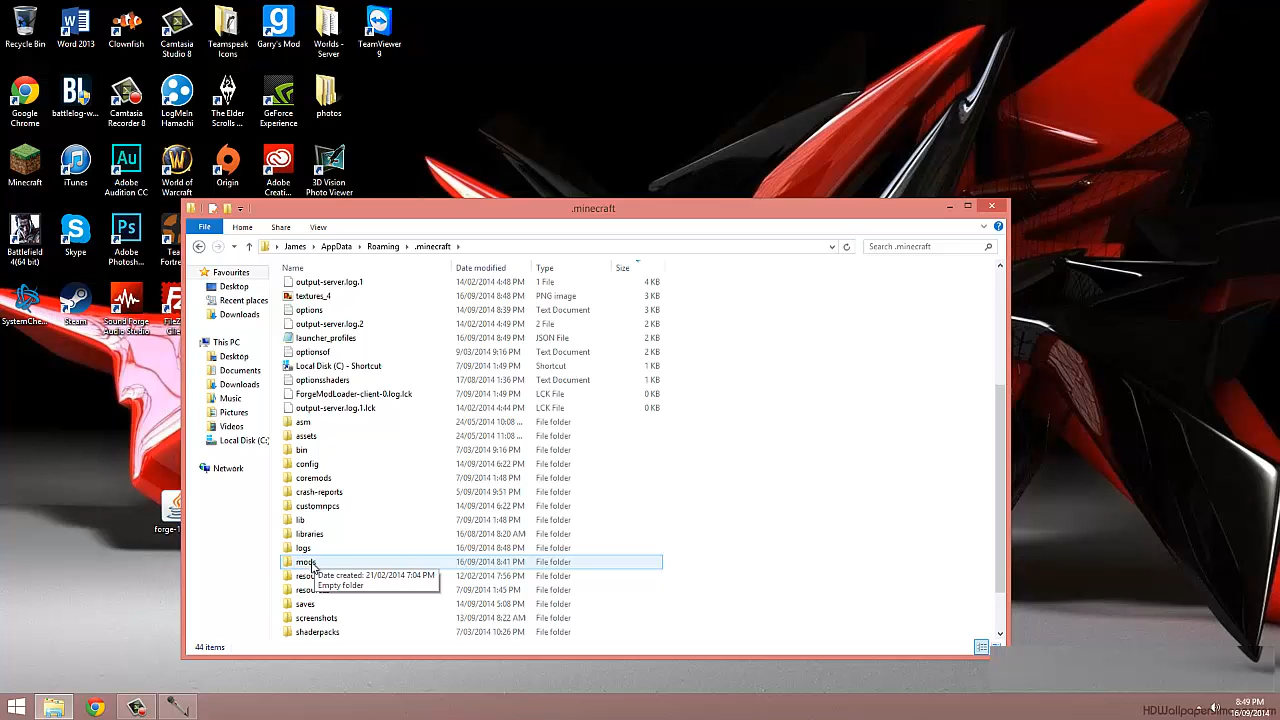 Recycle Bin
Word 2013
Clownfish
Camtasia Studio 8
Teamspeak Icons
Garry's Mod
Worlds - Server
TeamViewer 9
Google Chrome
battlelog-w...
Camtasia Recorder 8
LogMeIn Hamachi
The Elder Scrolls ...
GeForce Experience
photos
Minecraft
iTunes
Adobe Audition CC
World of Warcraft
Origin
Adobe Creati...
3D Vision Photo Viewer
Battlefield 4(64 bit)
Skype
Adobe Photosh...
SystemChe...
Steam
Sound Forge Audio Studio
forge-1
.minecraft
File Home Share View
James AppData Roaming .minecraft
Search .minecraft
Favourites
Desktop
Recent places
Downloads
This PC
Desktop
Documents
Downloads
Music
Pictures
Videos
Local Disk (C:
Network
Name Date modified Type Size
output-server.log.1 14/02/2014 4:48 PM 1 File 4 KB
textures_4 16/09/2014 8:48 PM PNG image 3 KB
options 14/09/2014 8:39 PM Text Document 3 KB
output-server.log.2 14/02/2014 4:49 PM 2 File 2 KB
launcher_profiles 16/09/2014 8:49 PM JSON File 2 KB
optionsof 9/03/2014 9:16 PM Text Document 2 KB
Local Disk (C) - Shortcut 7/09/2014 1:49 PM Shortcut 1 KB
optionsshaders 17/08/2014 1:36 PM Text Document 1 KB
ForgeModLoader-client-0.log.lck 7/09/2014 1:49 PM LCK File 0 KB
output-server.log.1.lck 14/02/2014 4:44 PM LCK File 0 KB
asm 24/05/2014 10:08 ... File folder
assets 24/05/2014 11:08 ... File folder
bin 7/03/2014 9:16 PM File folder
config 14/09/2014 6:22 PM File folder
coremods 7/09/2014 1:48 PM File folder
crash-reports 5/09/2014 9:51 PM File folder
customnpcs 14/09/2014 6:22 PM File folder
lib 7/09/2014 1:48 PM File folder
libraries 16/08/2014 8:20 AM File folder
logs 16/09/2014 8:48 PM File folder
mods 16/09/2014 8:41 PM File folder
12/02/2014 7:56 PM File folder
7/09/2014 1:45 PM File folder
saves 14/09/2014 5:08 PM File folder
screenshots 13/09/2014 8:22 AM File folder
shaderpacks 7/03/2014 10:26 PM File folder
Date created: 21/02/2014 7:04 PM
Empty folder
44 items
8:49 PM
16/09/2014